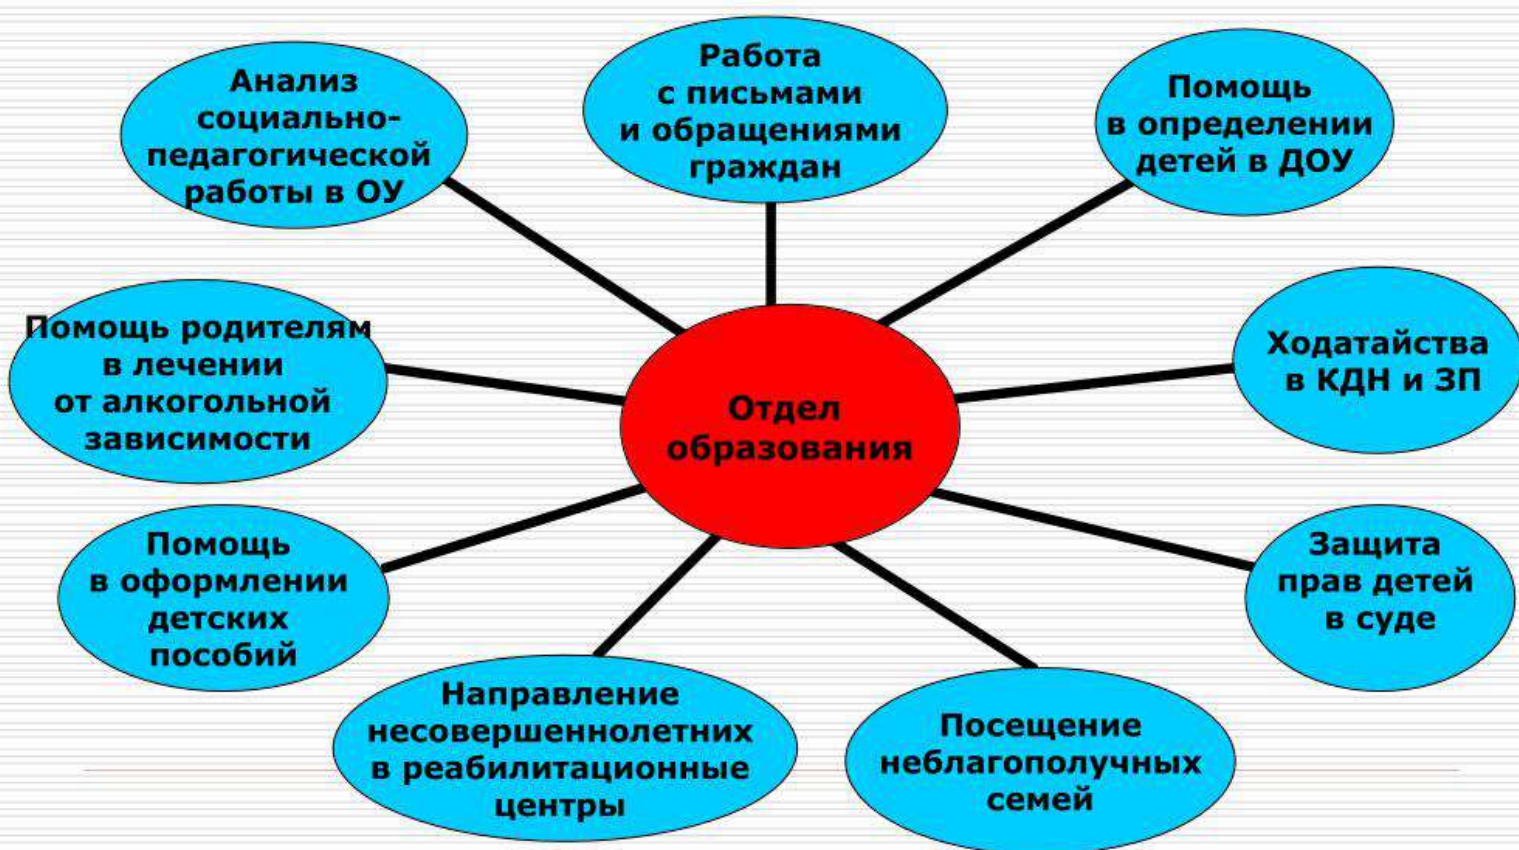 Работа
с письмами
и обращениями
граждан
Анализ
социально-
педагогической
работы в ОУ
Помощь
в определении
детей в ДОУ
Помощь родителям
в лечении
от алкогольной
зависимости
Отдел
образования
Ходатайства
в КДН и ЗП
Помощь
в оформлении
детских
пособий
Защита
прав детей
в суде
Направление
несовершеннолетних
в реабилитационные
центры
Посещение
неблагополучных
семей